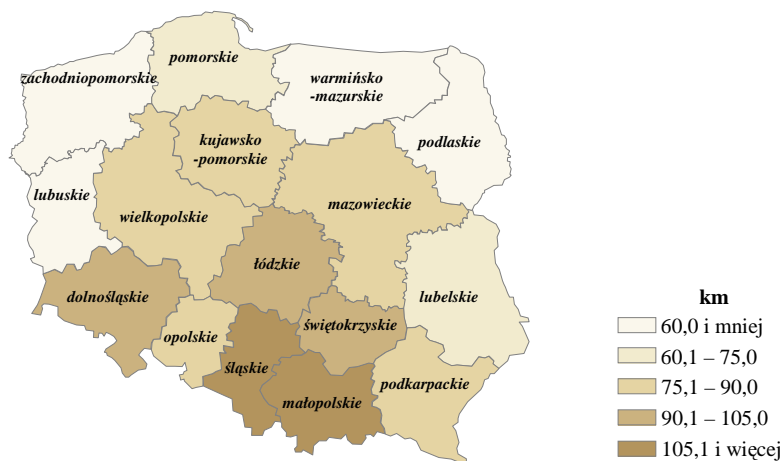 pomorskie
zachodniopomorskie
warmińsko
-mazurskie
podlaskie
kujawsko
-pomorskie
lubuskie
wielkopolskie
mazowieckie
łódzkie
dolnośląskie
lubelskie
opolskie
świętokrzyskie
śląskie
podkarpackie
małopolskie
km
60,0 i mniej
60,1 – 75,0
75,1 – 90,0
90,1 – 105,0
105,1 i więcej